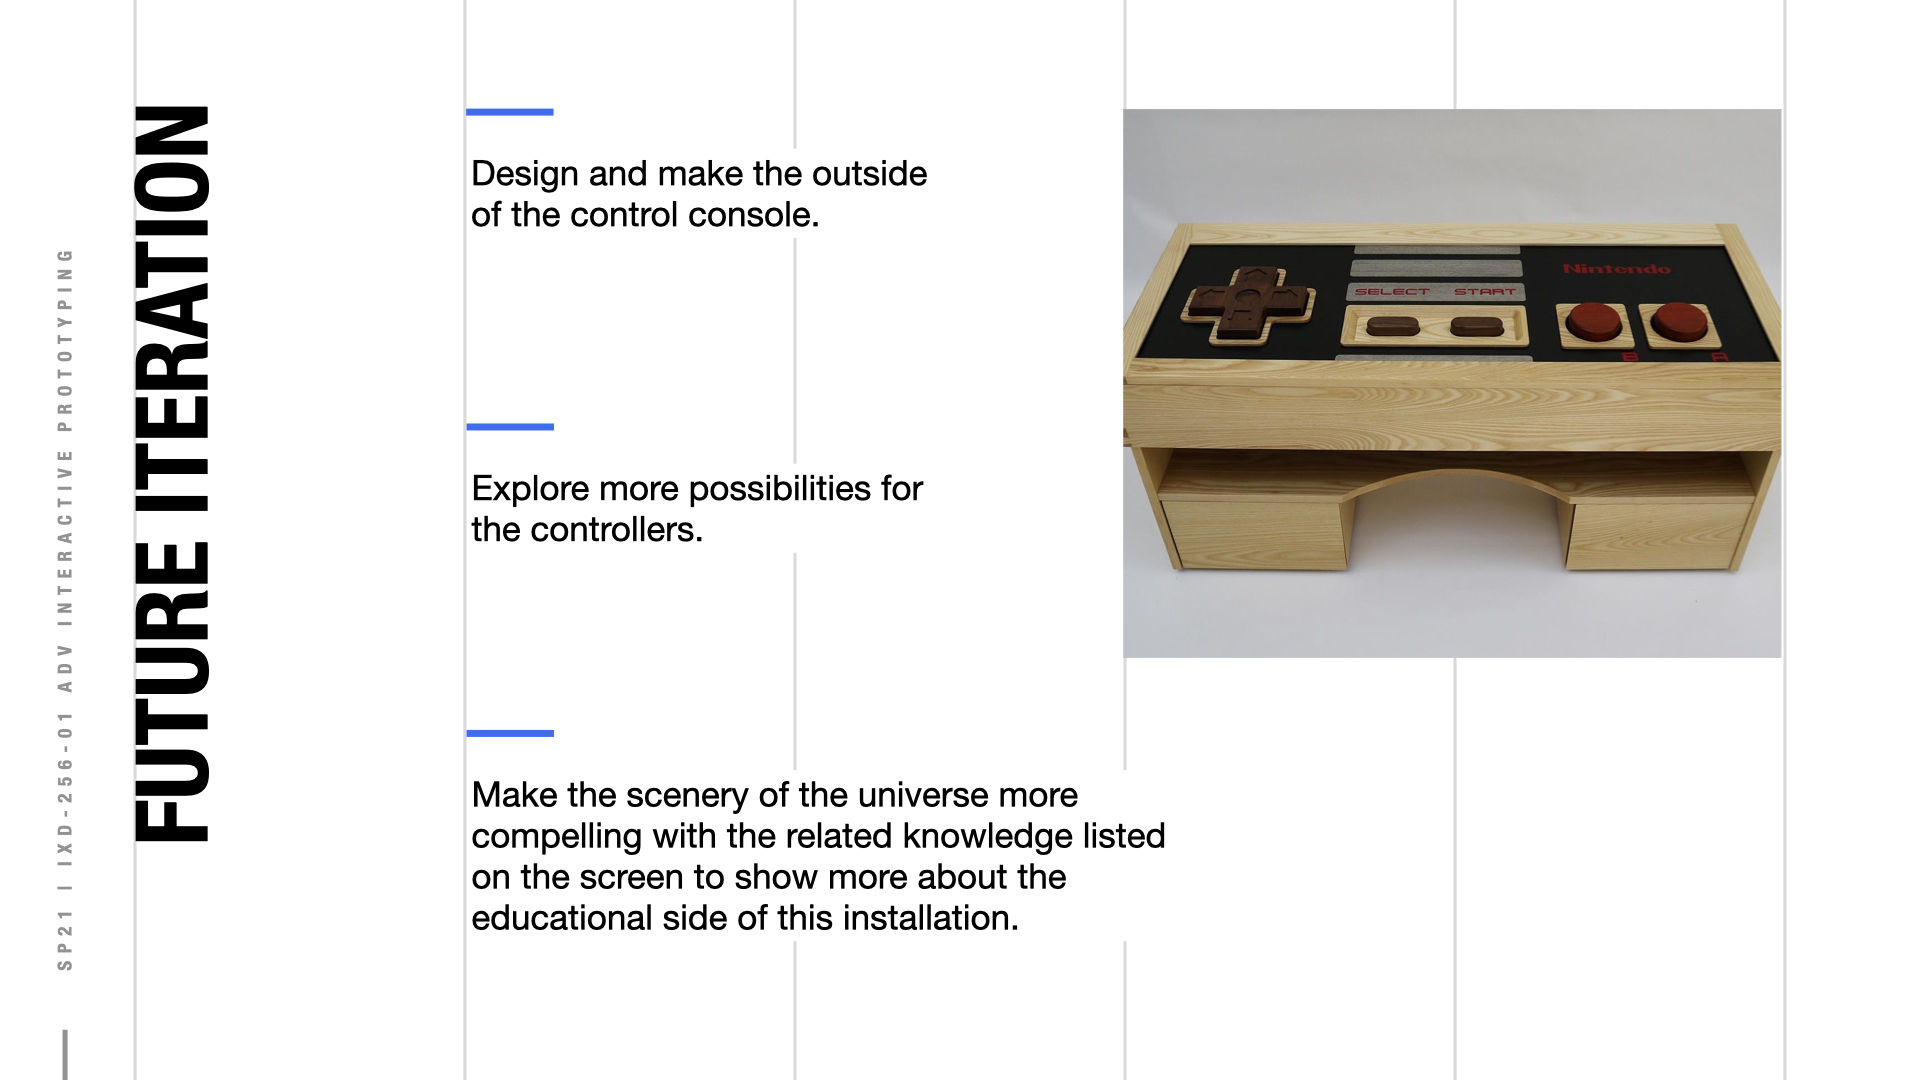 SP21 | IXD-256-01 ADV INTERACTIVE PROTOTYPING
FUTURE ITERATION
Design and make the outside
of the control console.
Explore more possibilities for
the controllers.
Make the scenery of the universe more
compelling with the related knowledge listed
on the screen to show more about the
educational side of this installation.
Nintendo
SELECT START
B A